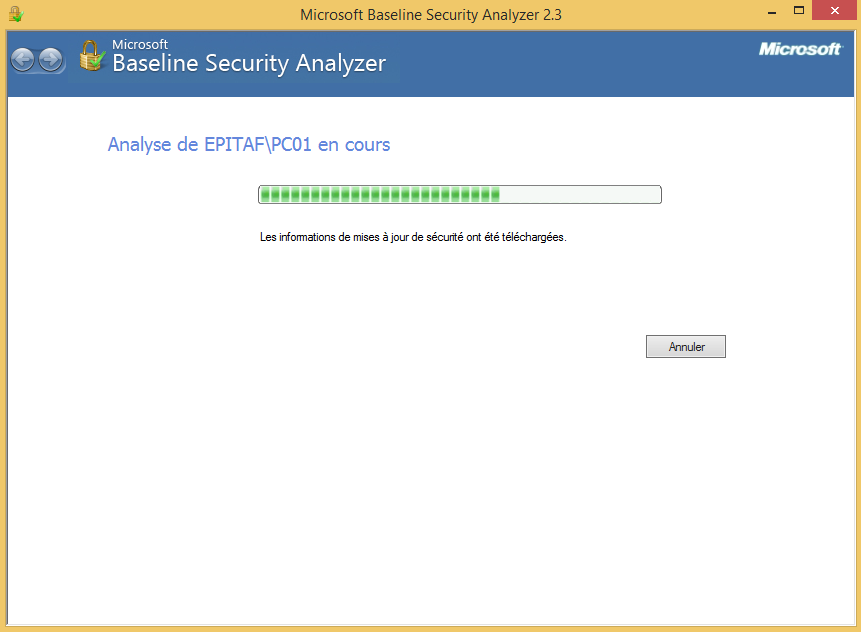 Microsoft Baseline Security Analyzer 2.3
Microsoft
Baseline Security Analyzer
Microsoft
Analyse de EPITAF\PC01 en cours
Les informations de mises à jour de sécurité ont été téléchargées.
Annuler